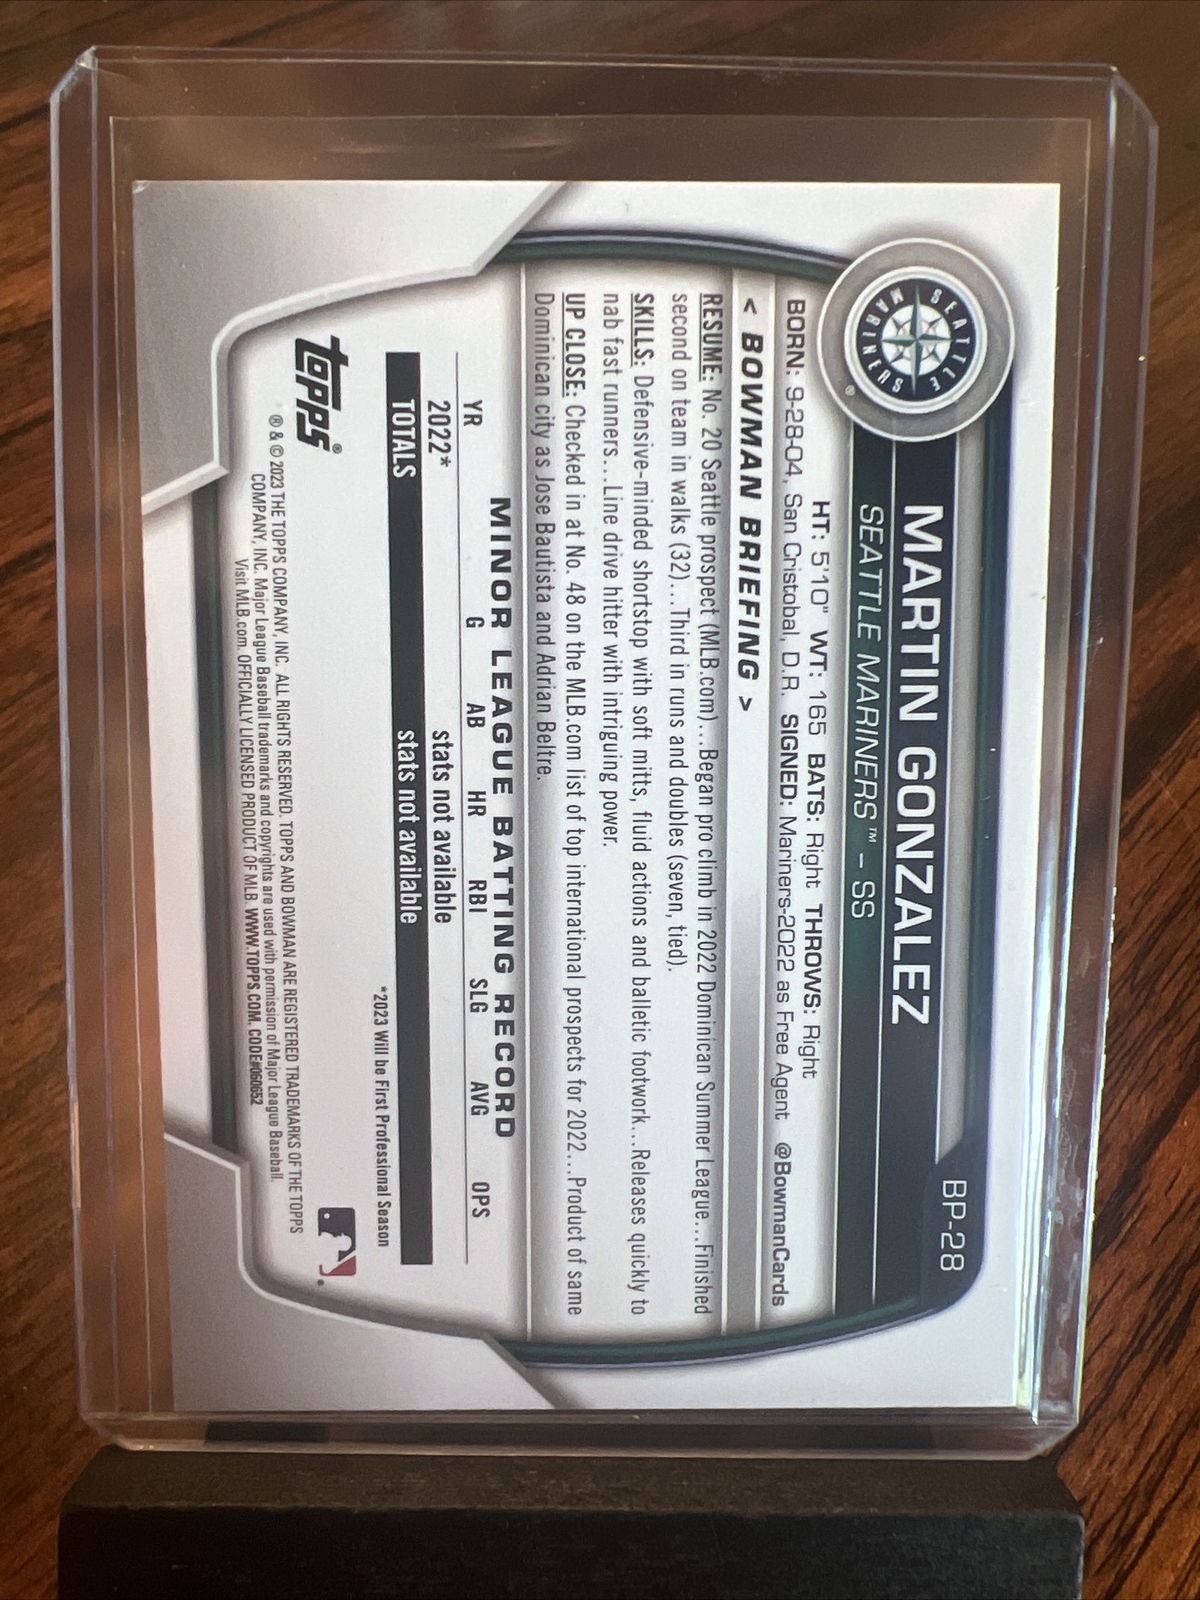 BP-28
SEATTLE MARINERS
®
MARTIN GONZALEZ
SEATTLE MARINERS™ – SS
HT: 5'10" WT: 165 BATS: Right THROWS: Right
BORN: 9-28-04, San Cristobal, D.R. SIGNED: Mariners-2022 as Free Agent @BowmanCards
< BOWMAN BRIEFING >
RESUME: No. 20 Seattle prospect (MLB.com)...Began pro climb in 2022 Dominican Summer League...Finished
second on team in walks (32)...Third in runs and doubles (seven, tied).
SKILLS: Defensive-minded shortstop with soft mitts, fluid actions and balletic footwork...Releases quickly to
nab fast runners...Line drive hitter with intriguing power.
UP CLOSE: Checked in at No. 48 on the MLB.com list of top international prospects for 2022...Product of same
Dominican city as Jose Bautista and Adrian Beltre.
MINOR LEAGUE BATTING RECORD
YR G AB HR RBI SLG AVG OPS
2022* stats not available
TOTALS stats not available
*2023 Will be First Professional Season
topps®
® & © 2023 THE TOPPS COMPANY, INC. ALL RIGHTS RESERVED. TOPPS AND BOWMAN ARE REGISTERED TRADEMARKS OF THE TOPPS
COMPANY, INC. Major League Baseball trademarks and copyrights are used with permission of Major League Baseball.
Visit MLB.com. OFFICIALLY LICENSED PRODUCT OF MLB. WWW.TOPPS.COM. CODE#060652